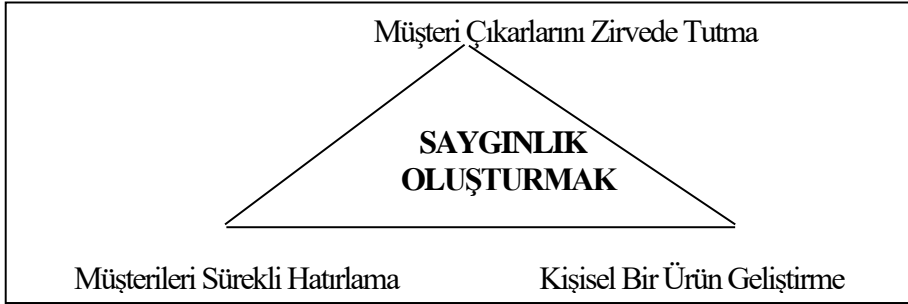 Müşteri Çıkarlarını Zirvede Tutma
SAYGINLIK
OLUŞTURMAK
Müşterileri Sürekli Hatırlama
Kişisel Bir Ürün Geliştirme